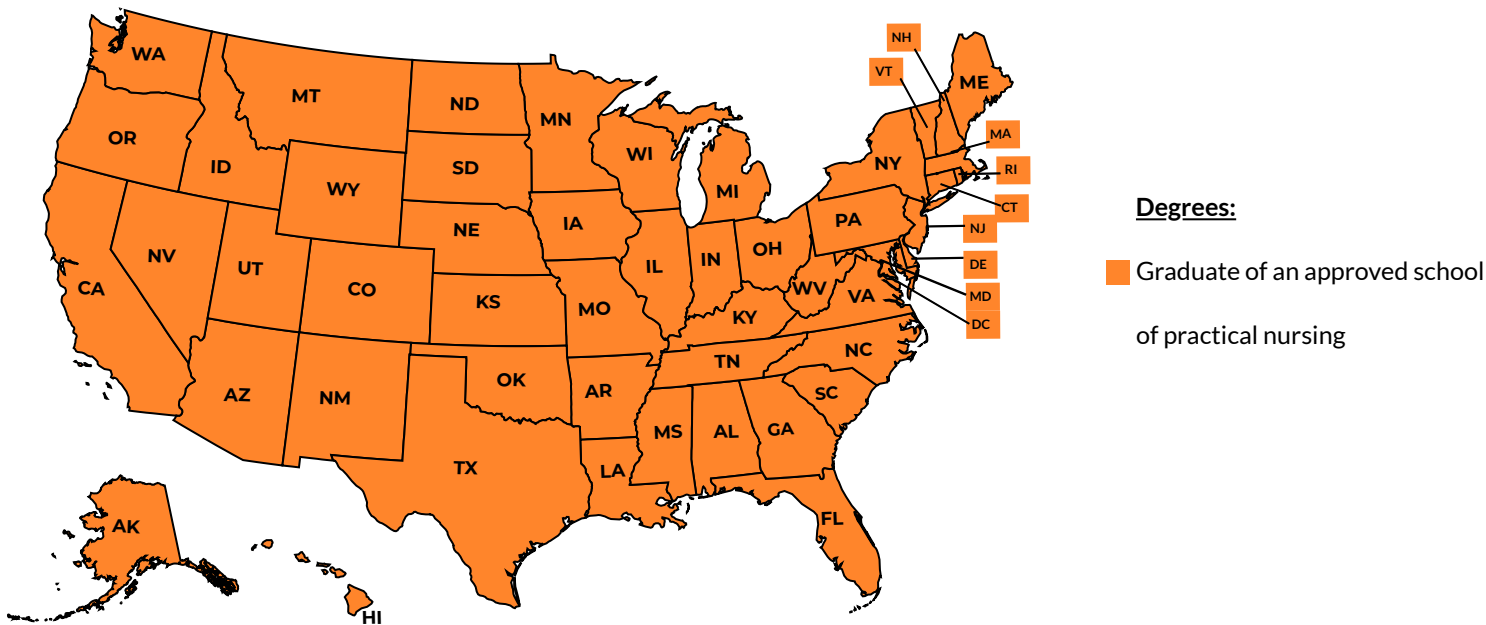 WA
MT
ND
MN
OR
ID
WY
SD
WI
MI
NY
ME
NH
VT
MA
RI
CT
NJ
DE
MD
DC
NV
UT
CO
NE
IA
IL
IN
OH
PA
CA
KS
MO
KY
WV
VA
AZ
NM
OK
AR
TN
NC
SC
TX
LA
MS
AL
GA
FL
AK
HI
Degrees:
Graduate of an approved school
of practical nursing